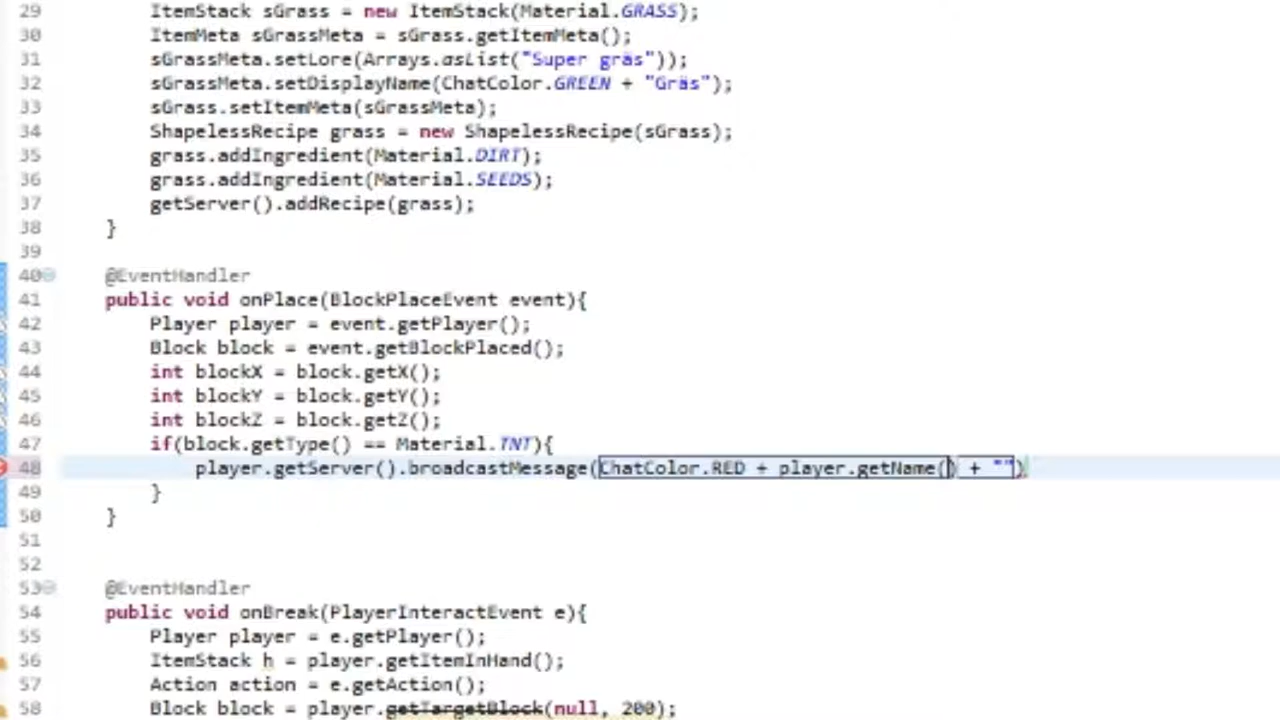 29 ItemStack sGrass = new ItemStack(Material.GRASS);
30 ItemMeta sGrassMeta = sGrass.getItemMeta();
31 sGrassMeta.setLore(Arrays.asList("Super gräs"));
32 sGrassMeta.setDisplayName(ChatColor.GREEN + "Gräs");
33 sGrass.setItemMeta(sGrassMeta);
34 ShapelessRecipe grass = new ShapelessRecipe(sGrass);
35 grass.addIngredient(Material.DIRT);
36 grass.addIngredient(Material.SEEDS);
37 getServer().addRecipe(grass);
38 }
39
40 @EventHandler
41 public void onPlace(BlockPlaceEvent event){
42 Player player = event.getPlayer();
43 Block block = event.getBlockPlaced();
44 int blockX = block.getX();
45 int blockY = block.getY();
46 int blockZ = block.getZ();
47 if(block.getType() == Material.TNT){
48 player.getServer().broadcastMessage(ChatColor.RED + player.getName() + "")
49 }
50 }
51
52
53 @EventHandler
54 public void onBreak(PlayerInteractEvent e){
55 Player player = e.getPlayer();
56 ItemStack h = player.getItemInHand();
57 Action action = e.getAction();
58 Block block = player.getTargetBlock(null, 200);